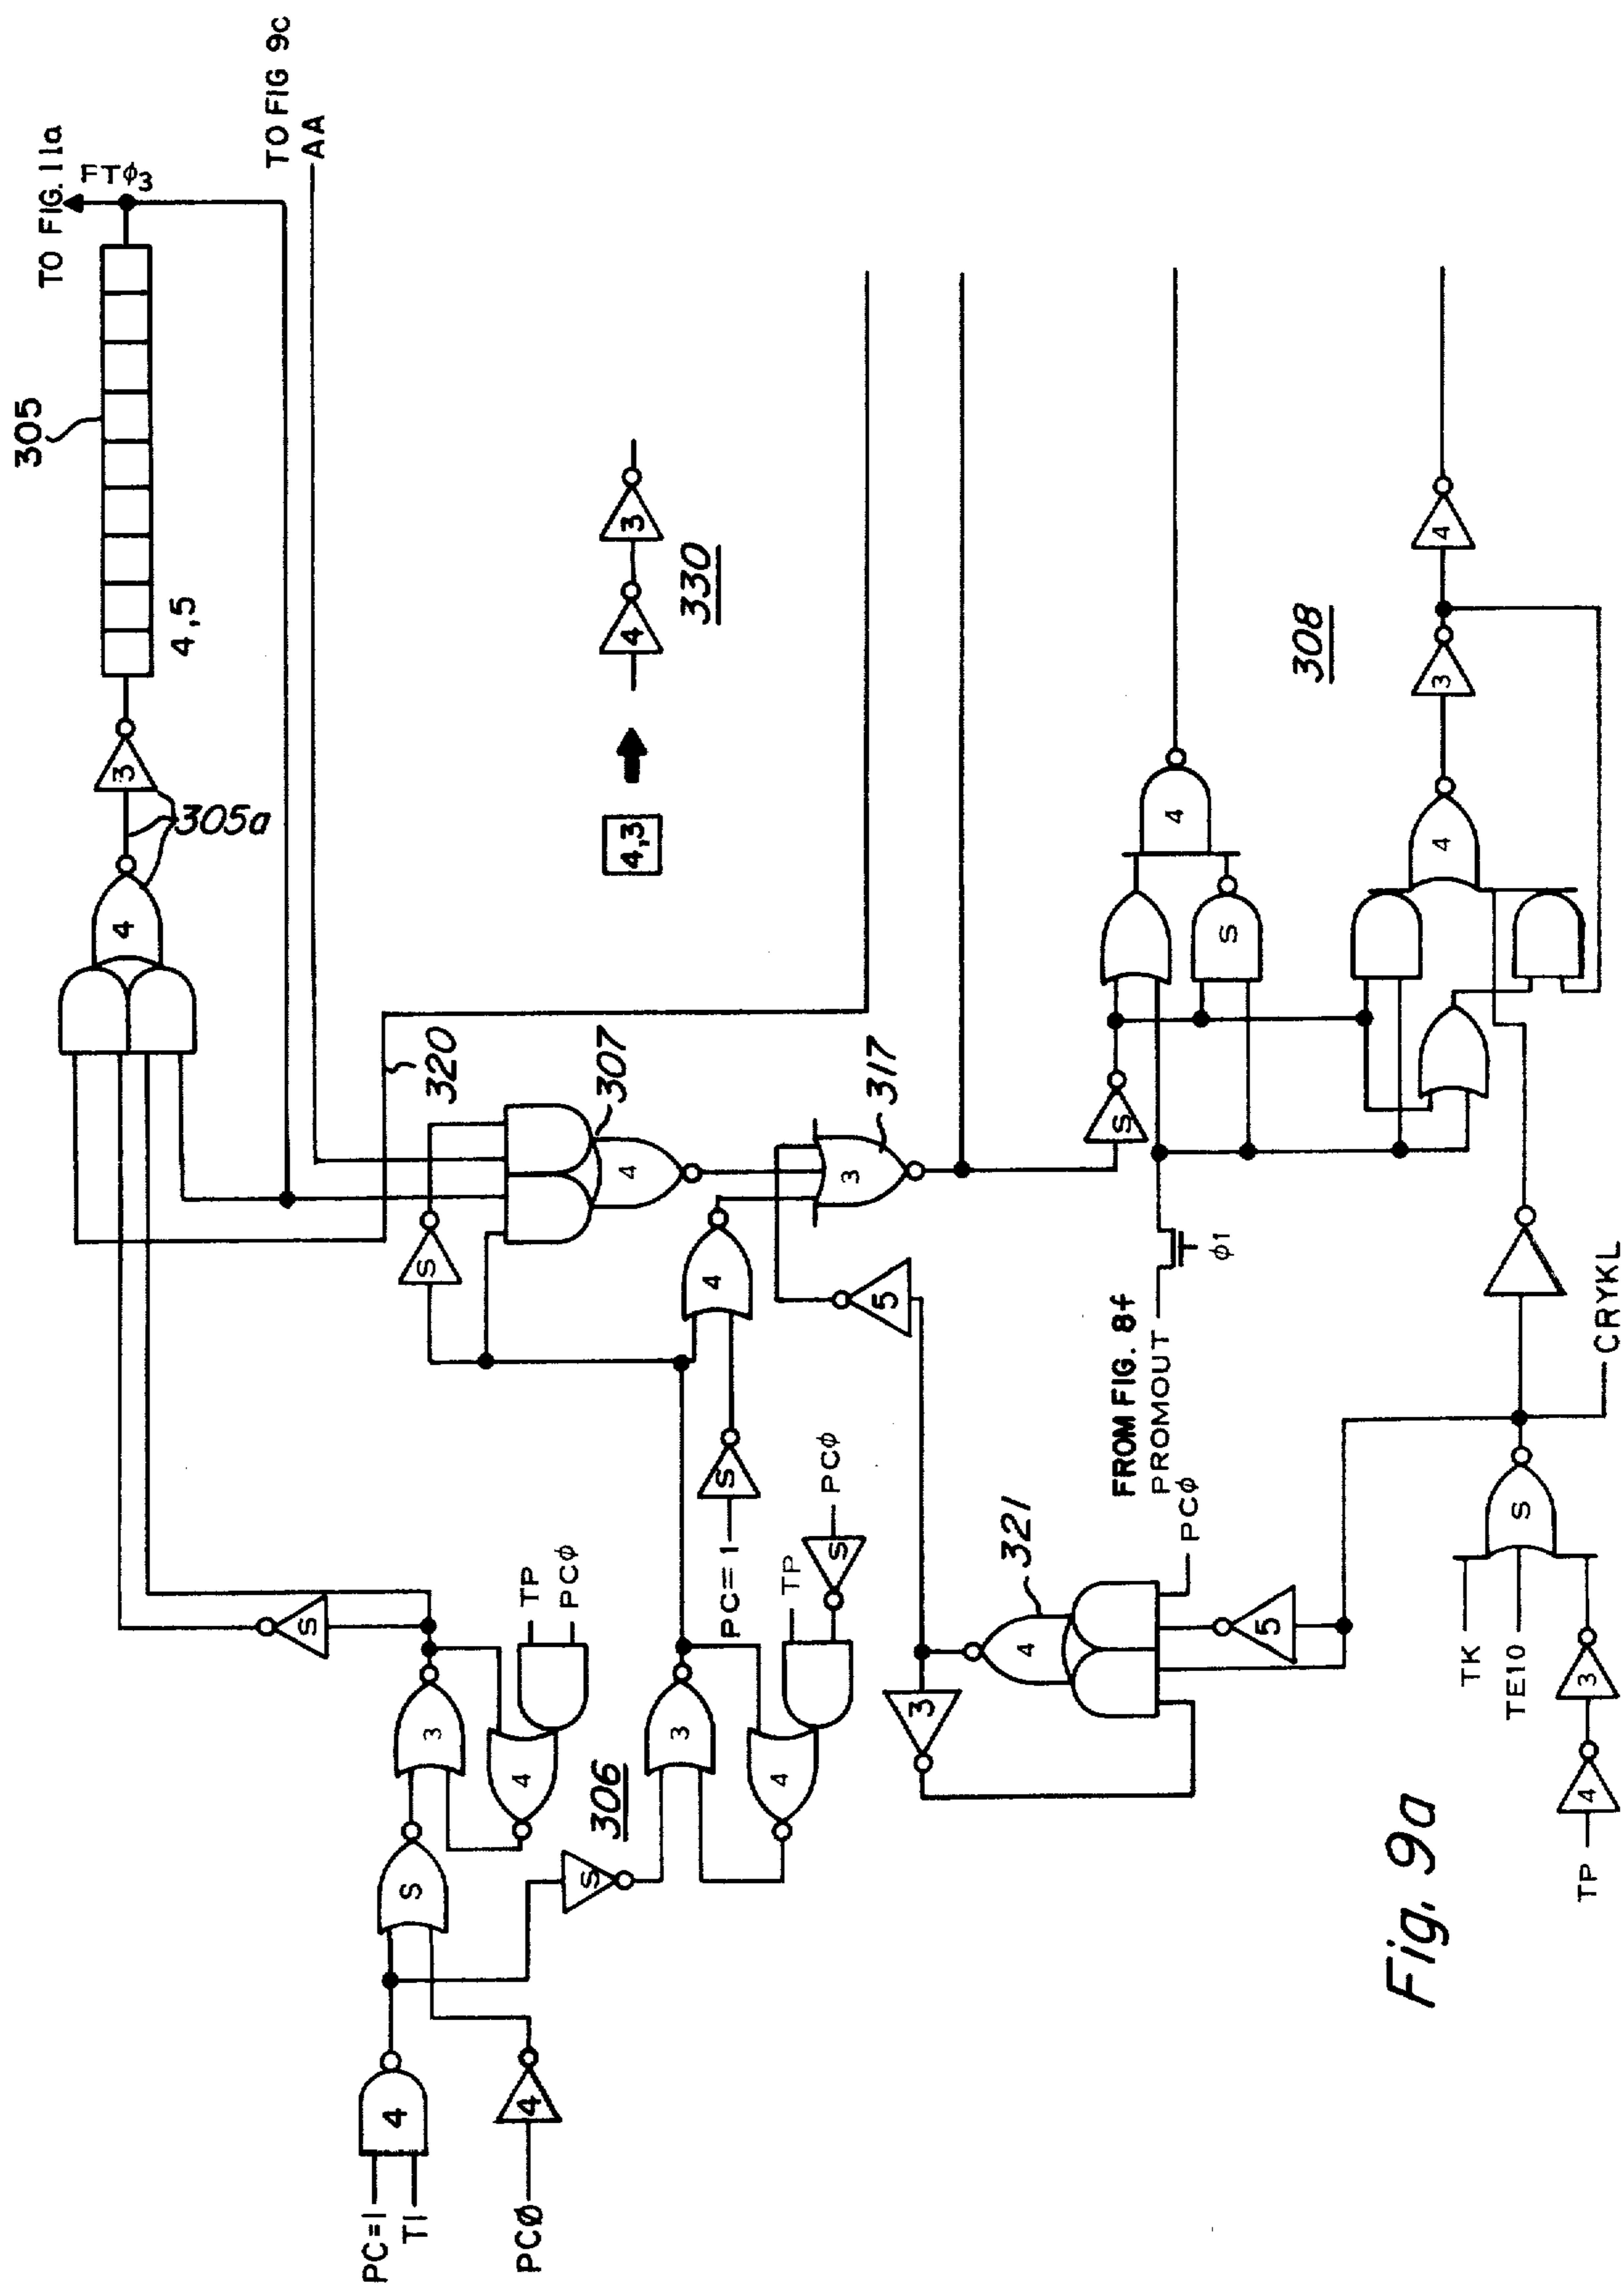 TO FIG. 11a
FTϕ3
TO FIG 9c
AA
305
4,5
3
305a
4
320
307
4
S
317
3
4
S
5
4,3
4
3
330
S
PC=1
T1
4
PCØ
4
S
3
4
TP
PCϕ
306
S
3
4
TP
PCϕ
S
PC=1
S
3
4
321
PCϕ
5
FROM FIG. 8f
PROMOUT
ϕ1
S
4
S
308
4
3
4
TK
TE10
TP
4
3
S
CRYKL
Fig. 9a